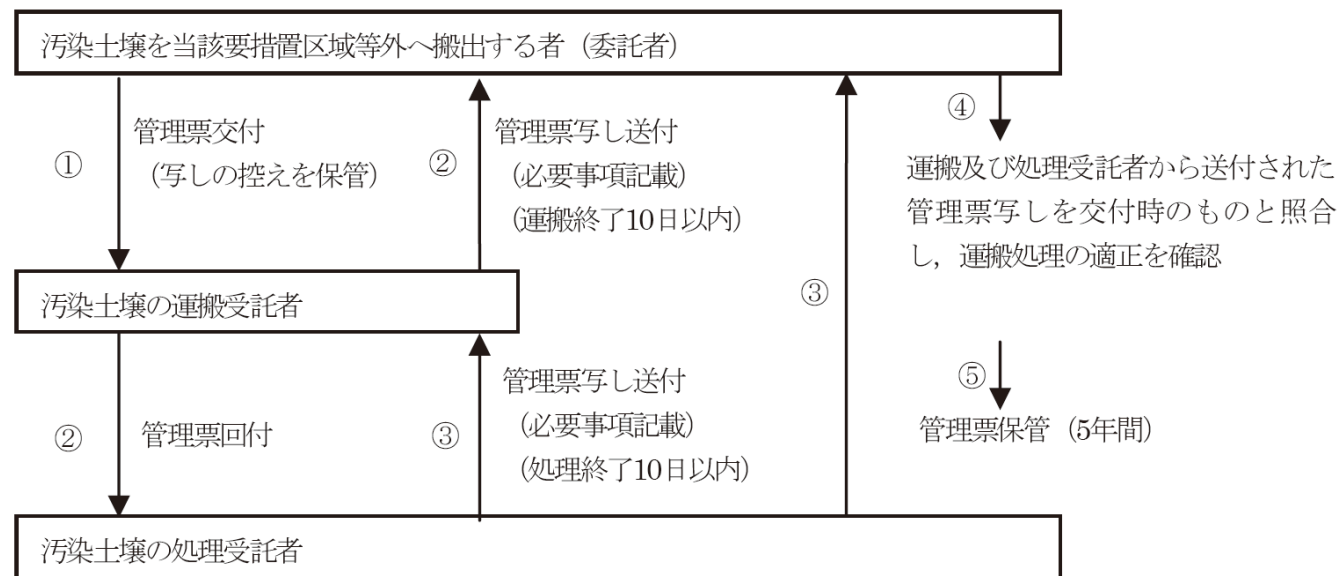 汚染土壌を当該要措置区域等外へ搬出する者（委託者）
①
管理票交付
（写しの控えを保管）
②
管理票写し送付
（必要事項記載）
（運搬終了10日以内）
④
運搬及び処理受託者から送付された
管理票写しを交付時のものと照合
し，運搬処理の適正を確認
汚染土壌の運搬受託者
③
②
管理票回付
③
管理票写し送付
（必要事項記載）
（処理終了10日以内）
⑤
管理票保管（5年間）
汚染土壌の処理受託者